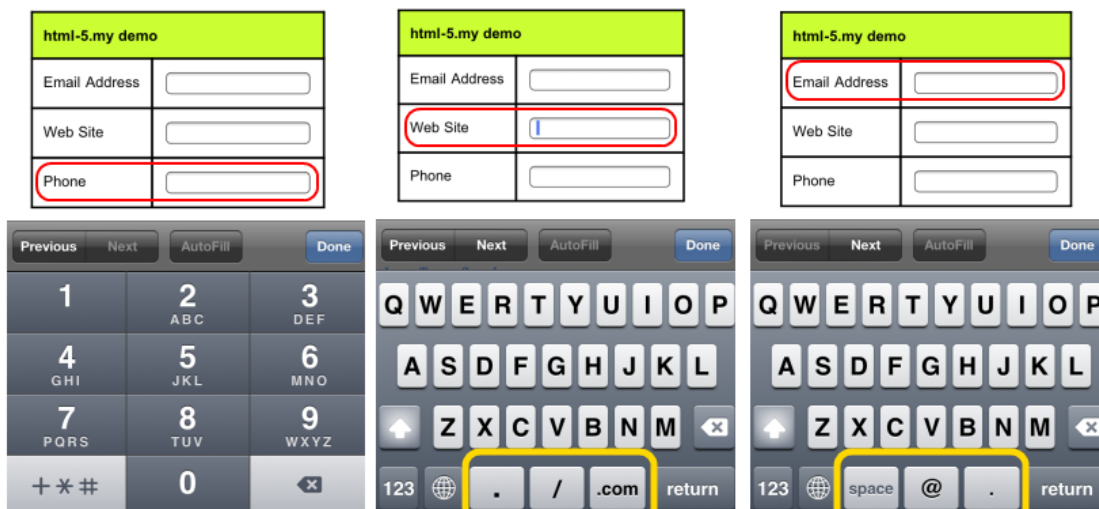 html-5.my demo
Email Address
Web Site
Phone
Previous Next AutoFill Done
1 2 3
ABC DEF
4 5 6
GHI JKL MNO
7 8 9
PQRS TUV WXYZ
+*# 0
html-5.my demo
Email Address
Web Site
Phone
Previous Next AutoFill Done
Q W E R T Y U I O P
A S D F G H J K L
Z X C V B N M
123 . / .com return
html-5.my demo
Email Address
Web Site
Phone
Previous Next AutoFill Done
Q W E R T Y U I O P
A S D F G H J K L
Z X C V B N M
123 space @ . return